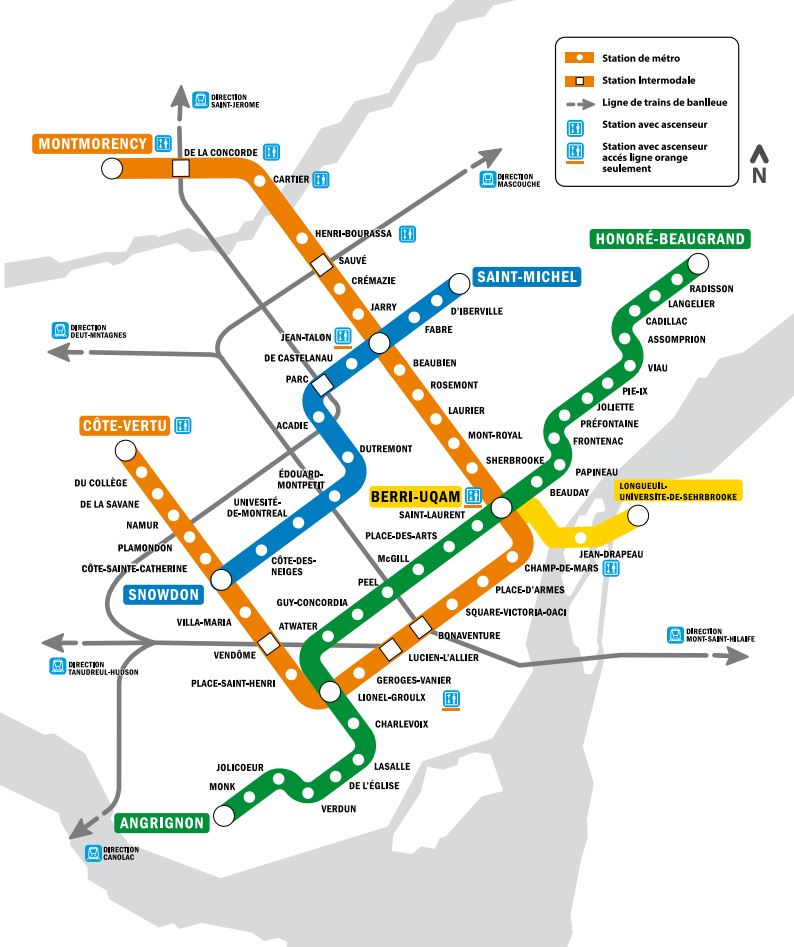 Station de métro
Station Intermodale
Ligne de trains de banlleue
Station avec ascenseur
Station avec ascenseur
accés ligne orange
seulement
N
DIRECTION
SAINT-JEROME
MONTMORENCY
DE LA CONCORDE
CARTIER
DIRECTION
MASCOUCHE
HENRI-BOURASSA
HONORÉ-BEAUGRAND
SAUVÉ
SAINT-MICHEL
CRÉMAZIE
RADISSON
LANGELIER
JARRY
D'IBERVILLE
CADILLAC
DIRECTION
DEUT-MNTAGNES
FABRE
JEAN-TALON
ASSOMPRION
DE CASTELANAU
BEAUBIEN
VIAU
PARC
ROSEMONT
PIE-IX
JOLIETTE
LAURIER
CÔTE-VERTU
ACADIE
PRÉFONTAINE
MONT-ROYAL
FRONTENAC
DUTREMONT
SHERBROOKE
PAPINEAU
DU COLLÈGE
ÉDOUARD-
MONTPETIT
BERRI-UQAM
BEAUDAY
LONGUEUIL-
UNIVERSITE-DE-SEHRBROOKE
DE LA SAVANE
UNIVESITÉ-
DE-MONTREAL
SAINT-LAURENT
NAMUR
PLACE-DES-ARTS
PLAMONDON
JEAN-DRAPEAU
McGILL
CÔTE-SAINTE-CATHERINE
CÔTE-DES-
NEIGES
CHAMP-DE-MARS
PEEL
SNOWDON
PLACE-D'ARMES
GUY-CONCORDIA
SQUARE-VICTORIA-OACI
VILLA-MARIA
ATWATER
BONAVENTURE
DIRECTION
MONT-SAINT-HILAIFE
VENDÔME
LUCIEN-L'ALLIER
DIRECTION
TANUDREUL-HUDSON
PLACE-SAINT-HENRI
GEROGES-VANIER
LIONEL-GROULX
CHARLEVOIX
JOLICOEUR
LASALLE
MONK
DE L'ÉGLISE
VERDUN
ANGRIGNON
DIRECTION
CANOLAC